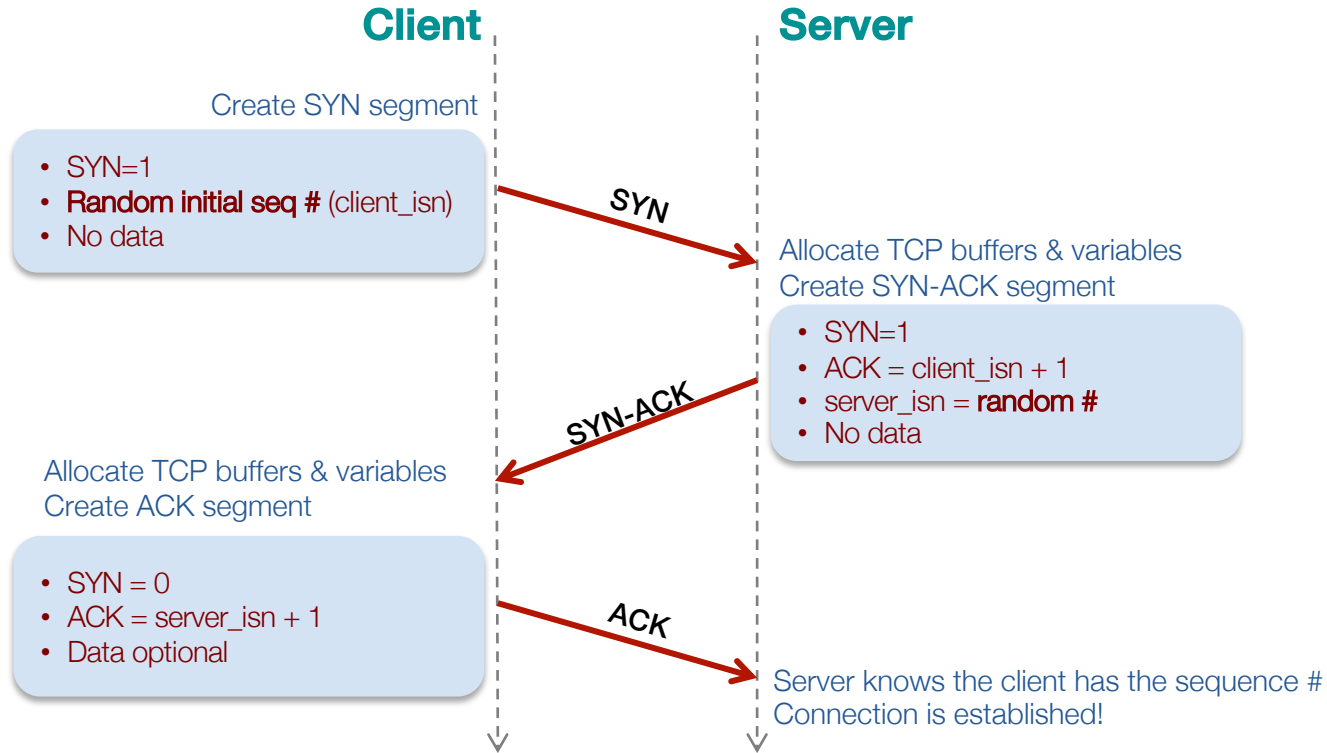 Client
Server
Create SYN segment
• SYN=1
• Random initial seq # (client_isn)
• No data
SYN
Allocate TCP buffers & variables
Create SYN-ACK segment
• SYN=1
• ACK = client_isn + 1
• server_isn = random #
• No data
SYN-ACK
Allocate TCP buffers & variables
Create ACK segment
• SYN = 0
• ACK = server_isn + 1
• Data optional
ACK
Server knows the client has the sequence #
Connection is established!